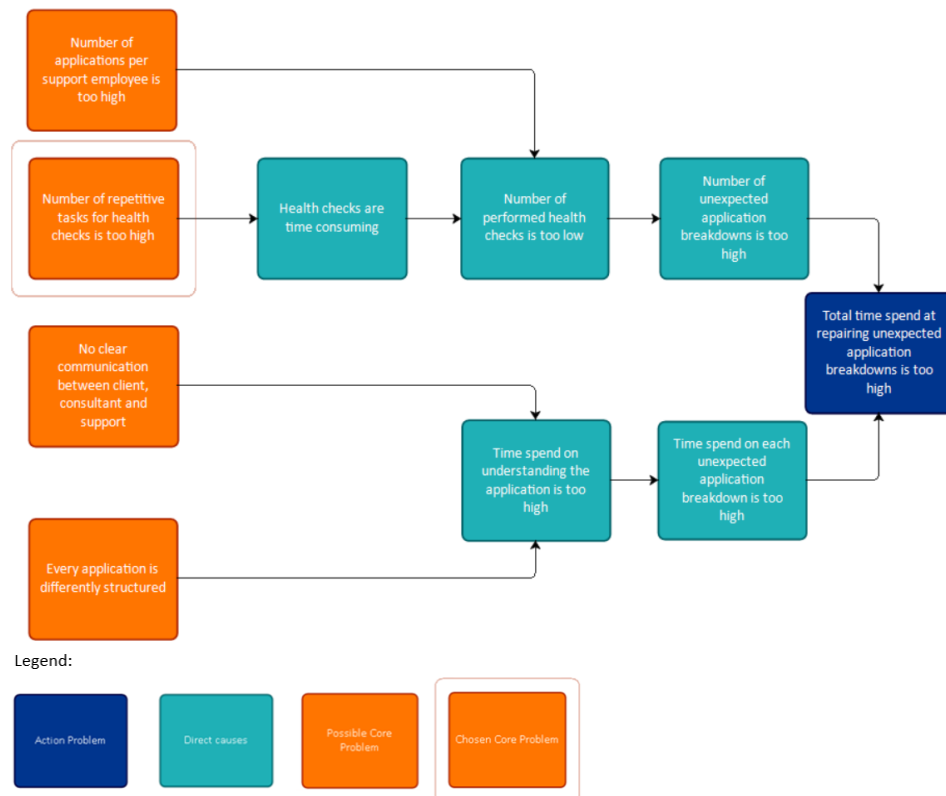 Number of
applications per
support employee is
too high
Number of repetitive
tasks for health
checks is too high
Health checks are
time consuming
Number of
performed health
checks is too low
Number of
unexpected
application
breakdowns is too
high
Total time spend at
repairing unexpected
application
breakdowns is too
high
No clear
communication
between client,
consultant and
support
Time spend on
understanding the
application is too
high
Time spend on each
unexpected
application
breakdown is too
high
Every application is
differently structured
Legend:
Action Problem
Direct causes
Possible Core
Problem
Chosen Core Problem